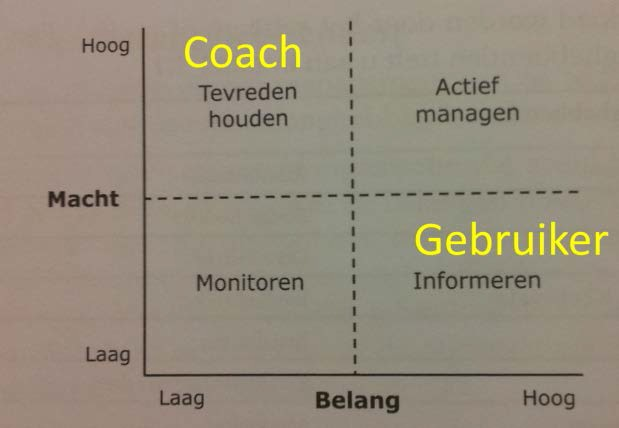 Hoog
Coach
Tevreden
houden
Actief
managen
Macht
Gebruiker
Monitoren
Informeren
Laag
Laag
Belang
Hoog